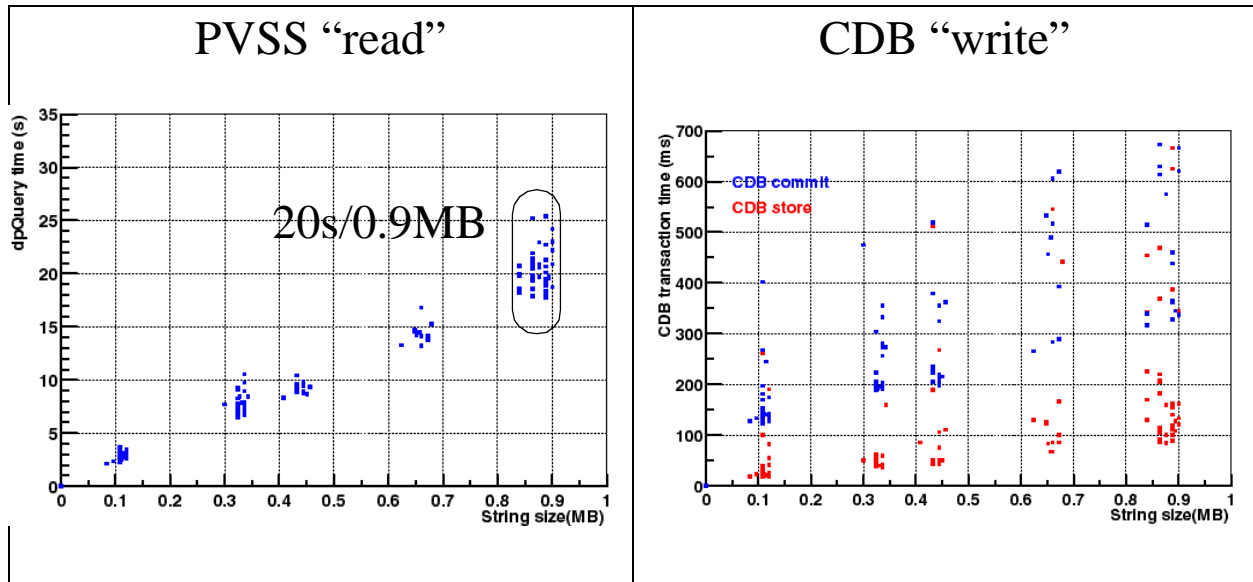 PVSS “read”
dpQuery time (s)
35
30
25
20
15
10
5
0
20s/0.9MB
0 0.1 0.2 0.3 0.4 0.5 0.6 0.7 0.8 0.9 1
String size(MB)
CDB “write”
CDB transaction time (ms)
700
600
500
400
300
200
100
0
CDB commit
CDB store
0 0.1 0.2 0.3 0.4 0.5 0.6 0.7 0.8 0.9 1
String size(MB)